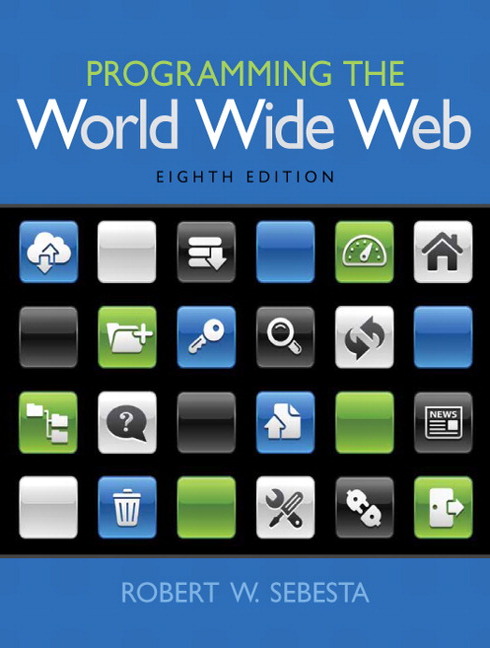 PROGRAMMING THE
World Wide Web
EIGHTH EDITION
?
NEWS
ROBERT W. SEBESTA